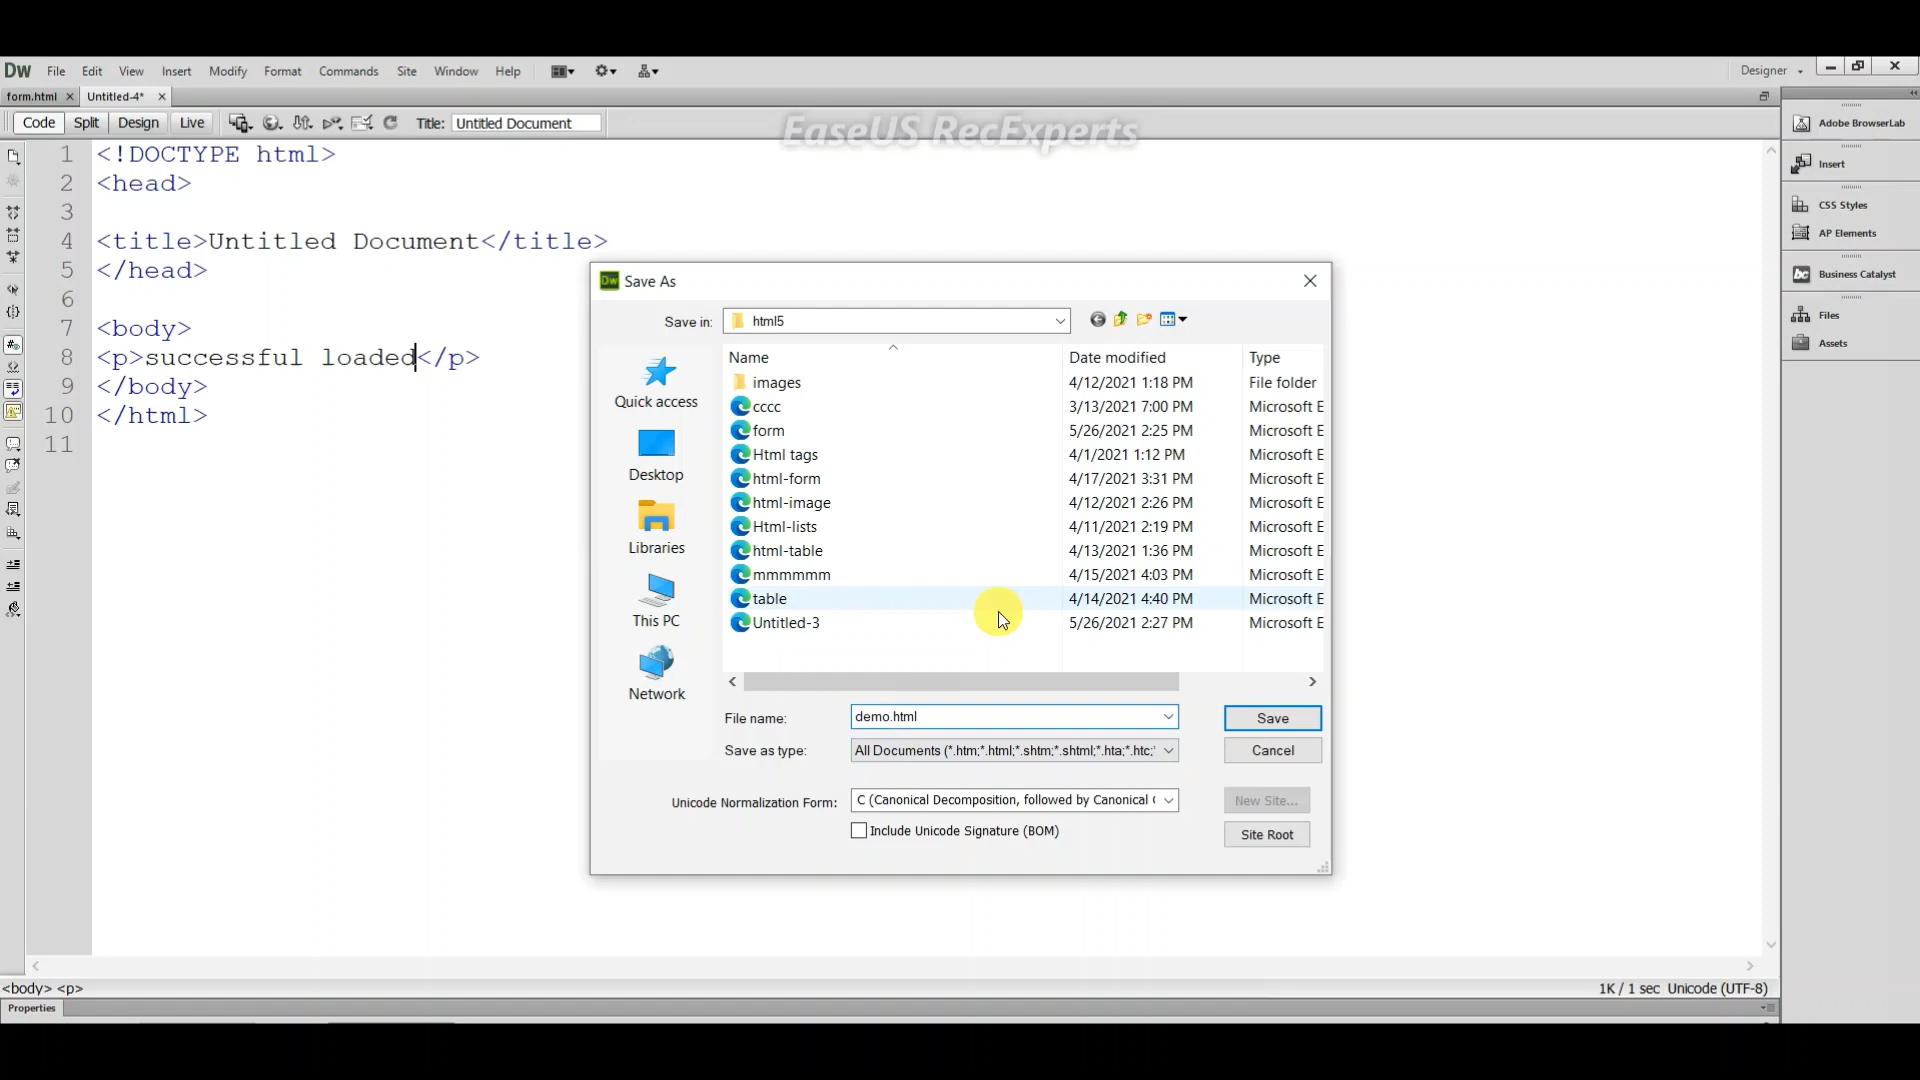 Dw File Edit View Insert Modify Format Commands Site Window Help Designer
form.html Untitled-4*
Code Split Design Live Title: Untitled Document
EaseUS RecExperts
1 <!DOCTYPE html>
2 <head>
3
4 <title>Untitled Document</title>
5 </head>
6
7 <body>
8 <p>successful loaded</p>
9 </body>
10 </html>
11
Dw Save As
Save in: html5
Name Date modified Type
images 4/12/2021 1:18 PM File folder
cccc 3/13/2021 7:00 PM Microsoft E
form 5/26/2021 2:25 PM Microsoft E
Html tags 4/1/2021 1:12 PM Microsoft E
html-form 4/17/2021 3:31 PM Microsoft E
html-image 4/12/2021 2:26 PM Microsoft E
Html-lists 4/11/2021 2:19 PM Microsoft E
html-table 4/13/2021 1:36 PM Microsoft E
mmmmmm 4/15/2021 4:03 PM Microsoft E
table 4/14/2021 4:40 PM Microsoft E
Untitled-3 5/26/2021 2:27 PM Microsoft E
Quick access
Desktop
Libraries
This PC
Network
File name: demo.html Save
Save as type: All Documents (*.htm;*.html;*.shtm;*.shtml;*.hta;*.htc;* Cancel
Unicode Normalization Form: C (Canonical Decomposition, followed by Canonical C New Site...
Include Unicode Signature (BOM) Site Root
Adobe BrowserLab
Insert
CSS Styles
AP Elements
bc Business Catalyst
Files
Assets
<body> <p> 1K / 1 sec Unicode (UTF-8)
Properties